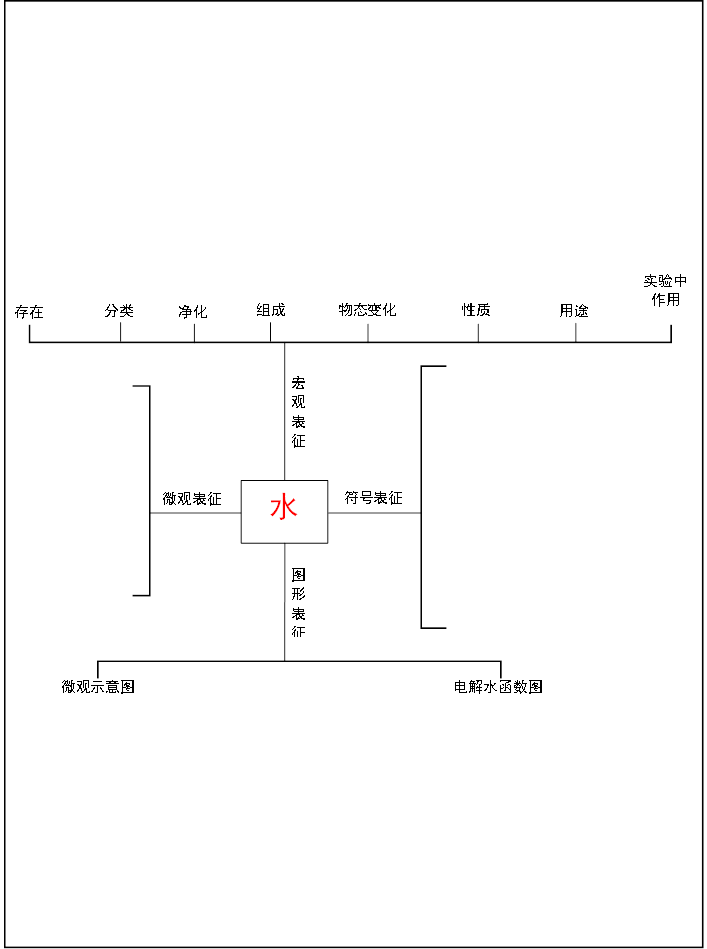 实验中
作用
存在
分类
净化
组成
物态变化
性质
用途
宏
观
表
征
微观表征
水
符号表征
图
形
表
征
微观示意图
电解水函数图